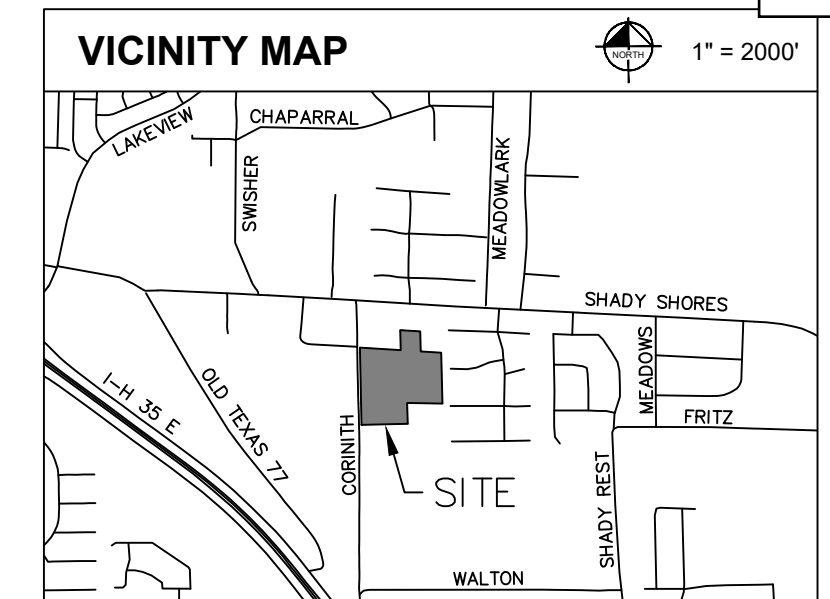 VICINITY MAP
NORTH
1" = 2000'
LAKEVIEW
CHAPARRAL
SWISHER
MEADOWLARK
SHADY SHORES
I-H 35 E
OLD TEXAS 77
CORINITH
MEADOWS
FRITZ
SITE
SHADY REST
WALTON